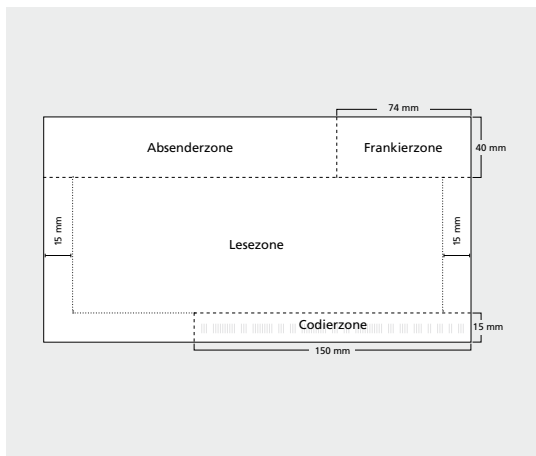 74 mm
Absenderzone
Frankierzone
40 mm
15 mm
Lesezone
15 mm
Codierzone
15 mm
150 mm